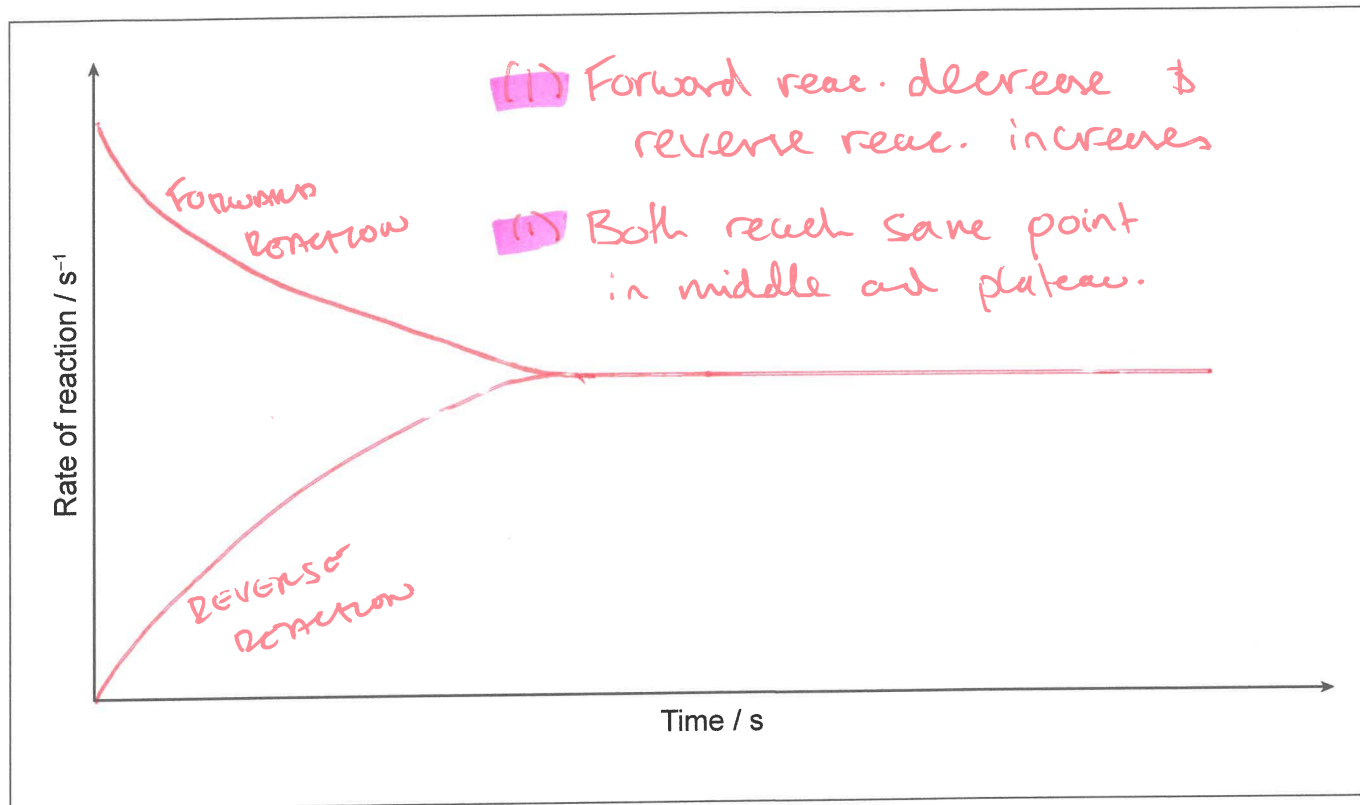 (1) Forward reac. decrease &
reverse reac. increases
(1) Both reach same point
in middle and plateau.
FORWARD
REACTION
REVERSE
REACTION
Rate of reaction / s⁻¹
Time / s